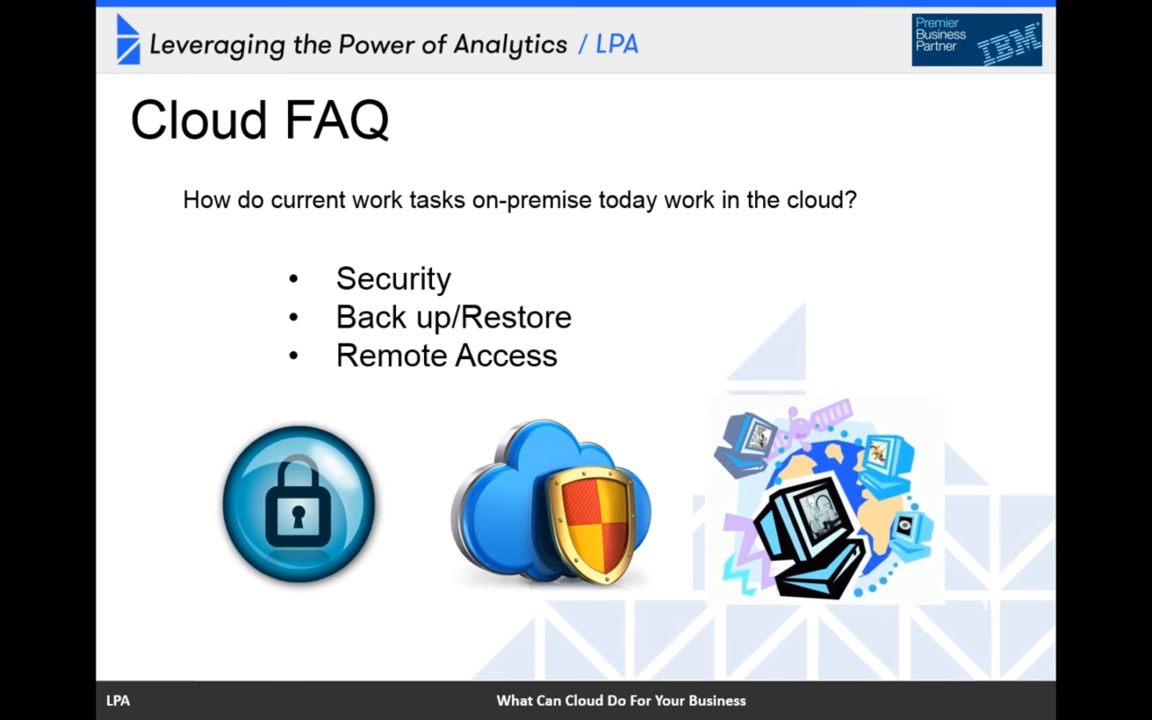 Leveraging the Power of Analytics / LPA
Premier
Business
Partner
IBM
Cloud FAQ
How do current work tasks on-premise today work in the cloud?
• Security
• Back up/Restore
• Remote Access
LPA
What Can Cloud Do For Your Business